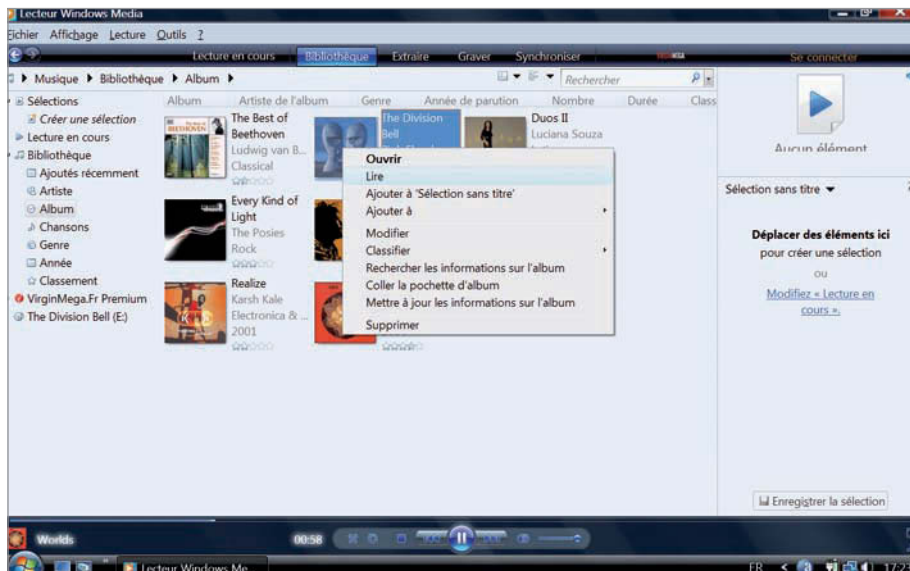 Lecteur Windows Media
Fichier Affichage Lecture Outils ?
Lecture en cours Bibliothèque Extraire Graver Synchroniser Se connecter
Musique Bibliothèque Album
Rechercher
Sélections
Créer une sélection
Lecture en cours
Bibliothèque
Ajoutés récemment
Artiste
Album
Chansons
Genre
Année
Classement
VirginMega.Fr Premium
The Division Bell (E:)
Album Artiste de l'album Genre Année de parution Nombre Durée Class
The Best of
Beethoven
Ludwig van B...
Classical
The Division
Bell
Duos II
Luciana Souza
Every Kind of
Light
The Posies
Rock
Realize
Karsh Kale
Electronica & ...
2001
Ouvrir
Lire
Ajouter à 'Sélection sans titre'
Ajouter à
Modifier
Classifier
Rechercher les informations sur l'album
Coller la pochette d'album
Mettre à jour les informations sur l'album
Supprimer
Aucun élément
Sélection sans titre
Déplacer des éléments ici
pour créer une sélection
ou
Modifiez « Lecture en
cours ».
Enregistrer la sélection
Worlds 00:58
Lecteur Windows Me...
FR 17:23